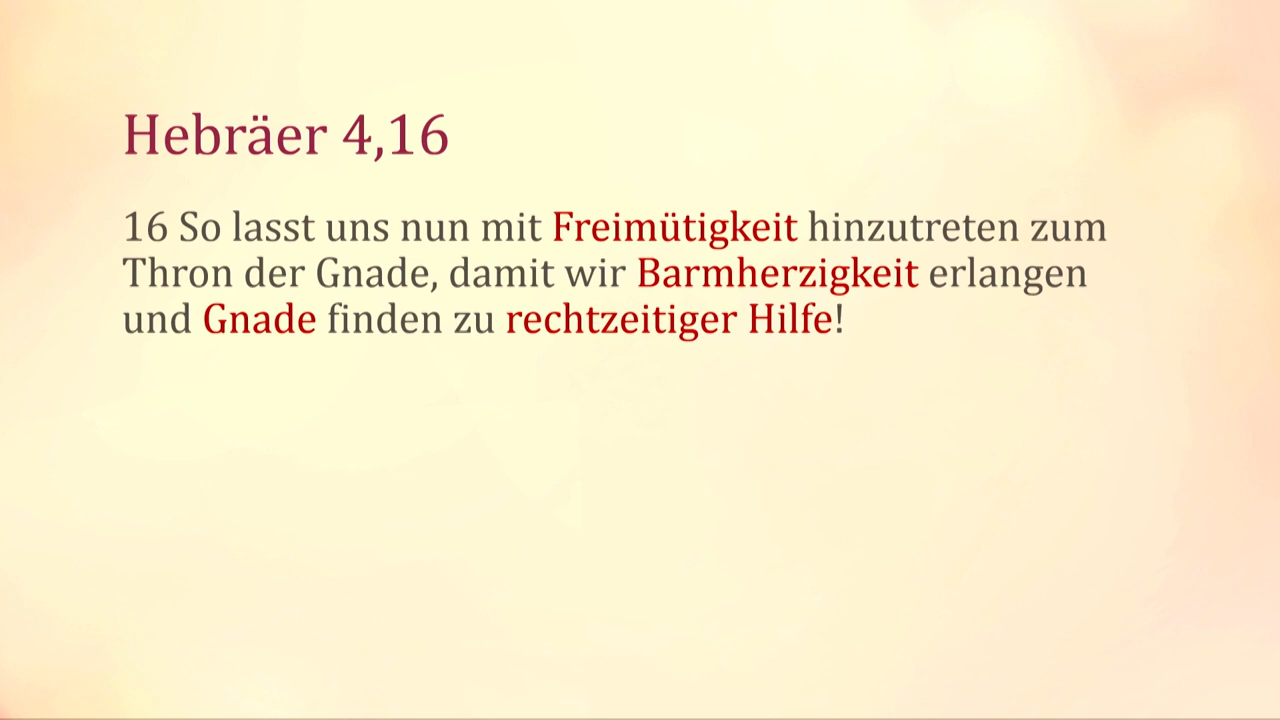 Hebräer 4,16
16 So lasst uns nun mit Freimütigkeit hinzutreten zum
Thron der Gnade, damit wir Barmherzigkeit erlangen
und Gnade finden zu rechtzeitiger Hilfe!